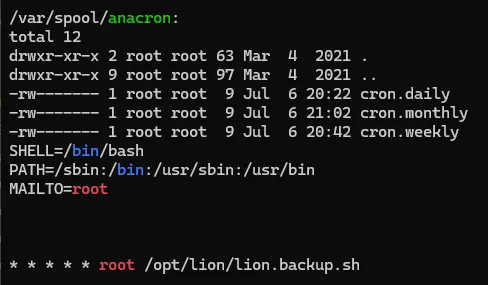 /var/spool/anacron:
total 12
drwxr-xr-x 2 root root 63 Mar  4  2021 .
drwxr-xr-x 9 root root 97 Mar  4  2021 ..
-rw------- 1 root root  9 Jul  6 20:22 cron.daily
-rw------- 1 root root  9 Jul  6 21:02 cron.monthly
-rw------- 1 root root  9 Jul  6 20:42 cron.weekly
SHELL=/bin/bash
PATH=/sbin:/bin:/usr/sbin:/usr/bin
MAILTO=root
* * * * * root /opt/lion/lion.backup.sh